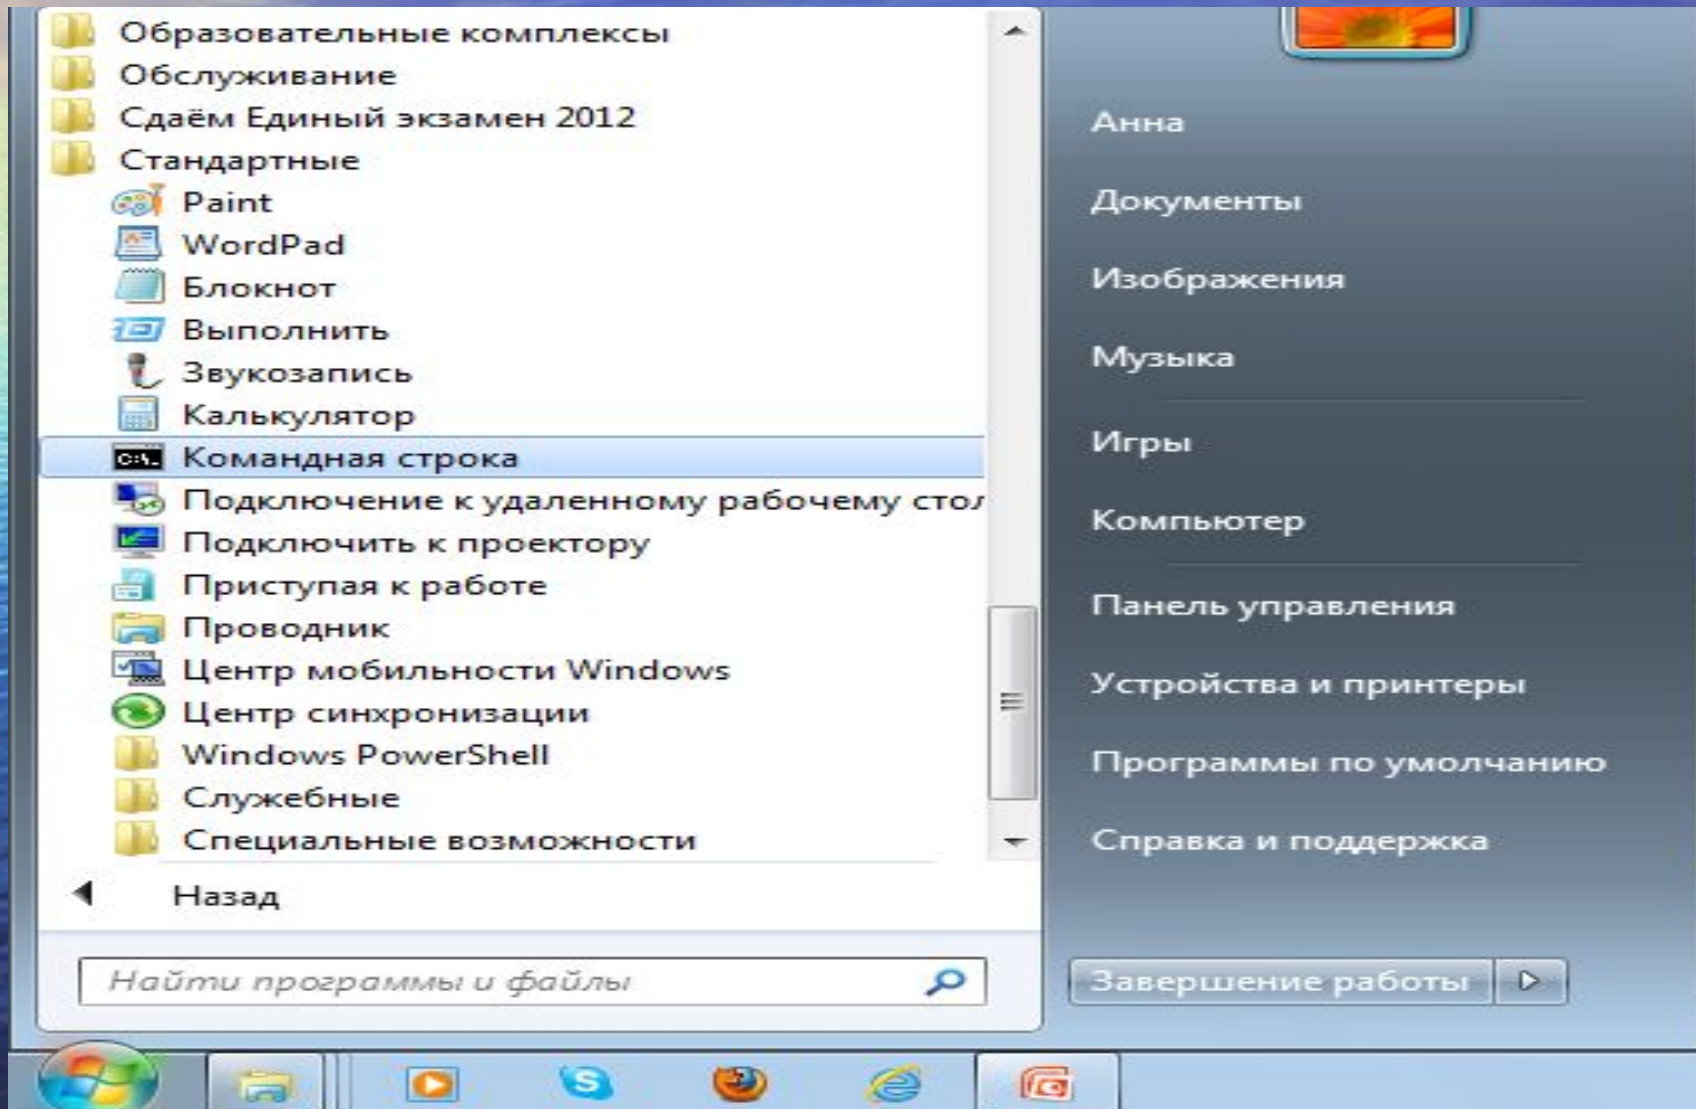 Образовательные комплексы
Обслуживание
Сдаём Единый экзамен 2012
Стандартные
Paint
WordPad
Блокнот
Выполнить
Звукозапись
Калькулятор
C:\.
Командная строка
Подключение к удаленному рабочему стол
Подключить к проектору
Приступая к работе
Проводник
Центр мобильности Windows
Центр синхронизации
Windows PowerShell
Служебные
Специальные возможности
Назад
Найти программы и файлы
Анна
Документы
Изображения
Музыка
Игры
Компьютер
Панель управления
Устройства и принтеры
Программы по умолчанию
Справка и поддержка
Завершение работы